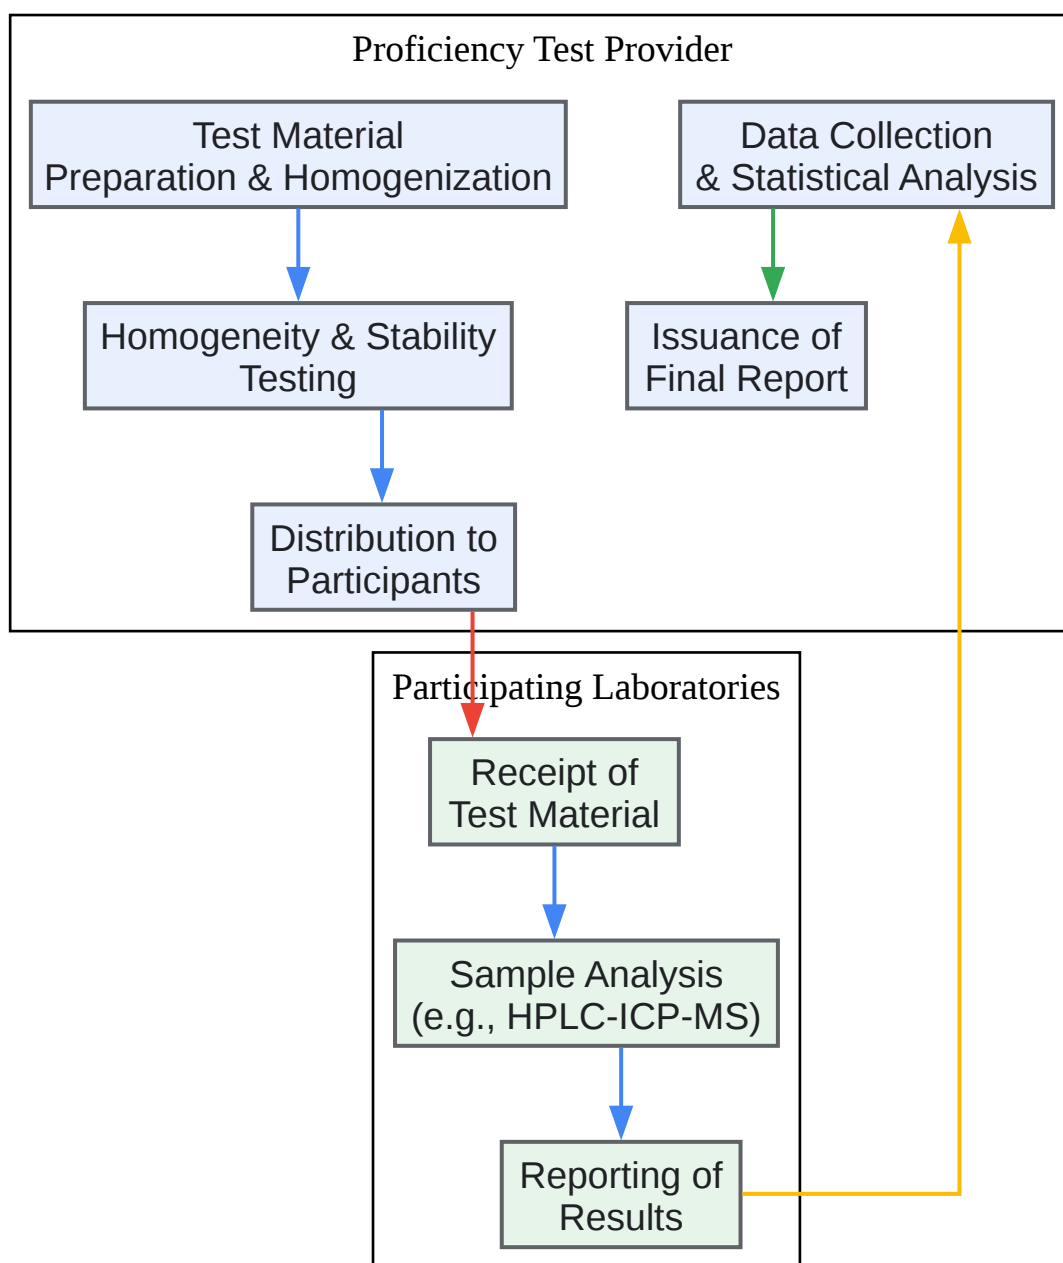 Proficiency Test Provider
Test Material
Preparation & Homogenization
Data Collection
& Statistical Analysis
Homogeneity & Stability
Testing
Issuance of
Final Report
Distribution to
Participants
Participating Laboratories
Receipt of
Test Material
Sample Analysis
(e.g., HPLC-ICP-MS)
Reporting of
Results